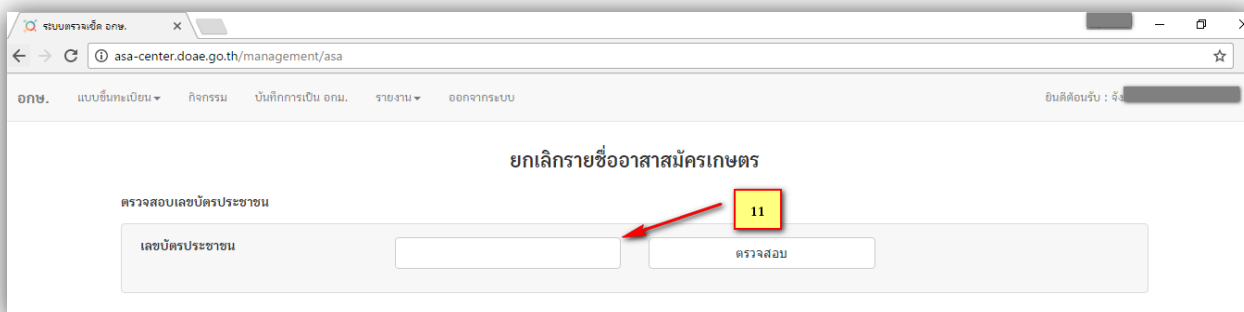 ระบบตรวจเช็ค อกษ.
asa-center.doae.go.th/management/asa
อกษ. แบบขึ้นทะเบียน กิจกรรม บันทึกการเป็น อกม. รายงาน ออกจากระบบ ยินดีต้อนรับ : จัง
ยกเลิกรายชื่ออาสาสมัครเกษตร
ตรวจสอบเลขบัตรประชาชน
11
เลขบัตรประชาชน ตรวจสอบ